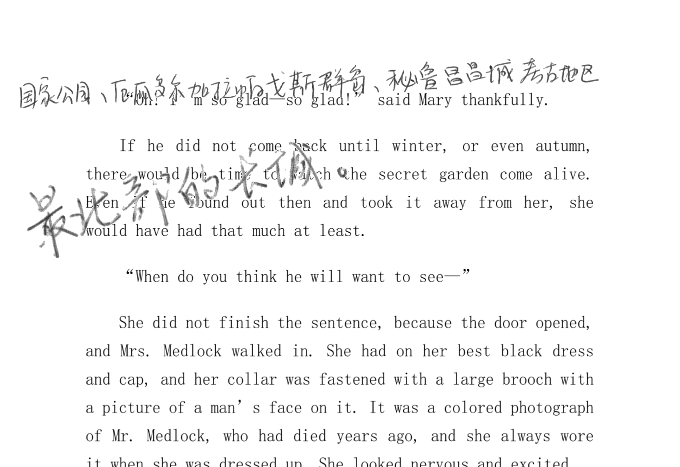 国家公园、厄瓜多尔加拉帕戈斯群岛、秘鲁昌昌城考古地区
“Oh! I'm so glad—so glad!” said Mary thankfully.
If he did not come back until winter, or even autumn,
there would be time to watch the secret garden come alive.
最北部的长城。
Even if he found out then and took it away from her, she
would have had that much at least.
“When do you think he will want to see—”
She did not finish the sentence, because the door opened,
and Mrs. Medlock walked in. She had on her best black dress
and cap, and her collar was fastened with a large brooch with
a picture of a man’s face on it. It was a colored photograph
of Mr. Medlock, who had died years ago, and she always wore
it when she was dressed up. She looked nervous and excited